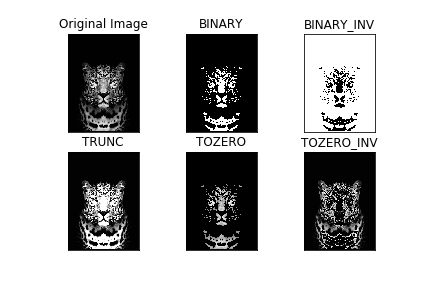 Original Image
BINARY
BINARY_INV
TRUNC
TOZERO
TOZERO_INV